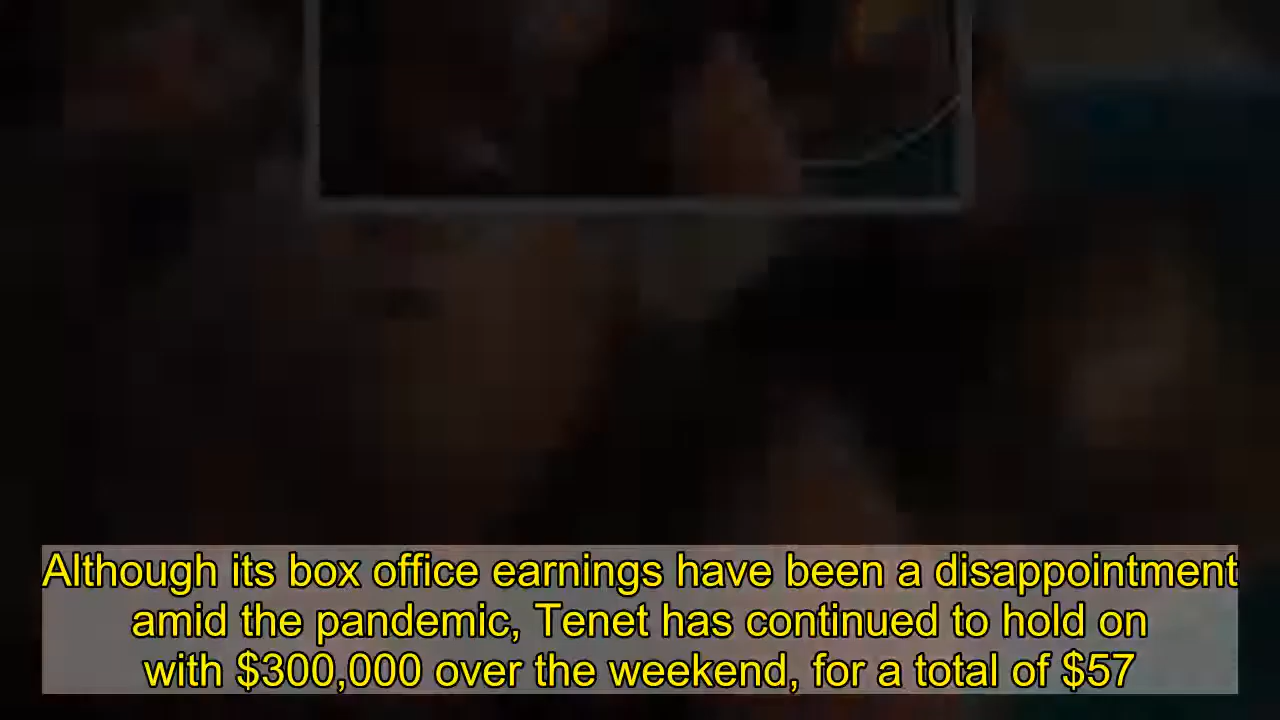 Although its box office earnings have been a disappointment
amid the pandemic, Tenet has continued to hold on
with $300,000 over the weekend, for a total of $57